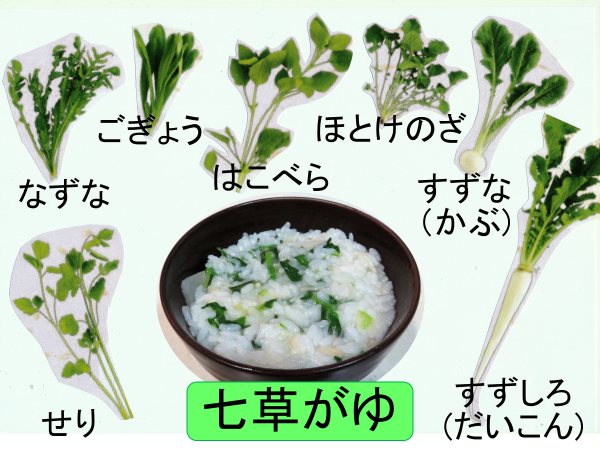 ごぎょう
ほとけのざ
なずな
はこべら
すずな
(かぶ)
せり
七草がゆ
すずしろ
(だいこん)